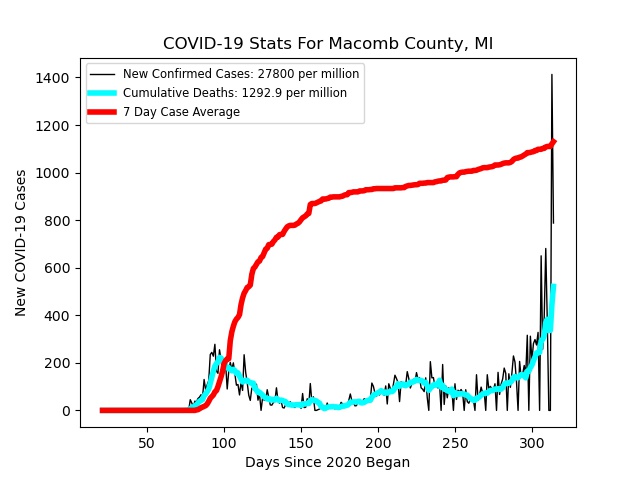 COVID-19 Stats For Macomb County, MI
New Confirmed Cases: 27800 per million
Cumulative Deaths: 1292.9 per million
7 Day Case Average
New COVID-19 Cases
1400
1200
1000
800
600
400
200
0
50
100
150
200
250
300
Days Since 2020 Began